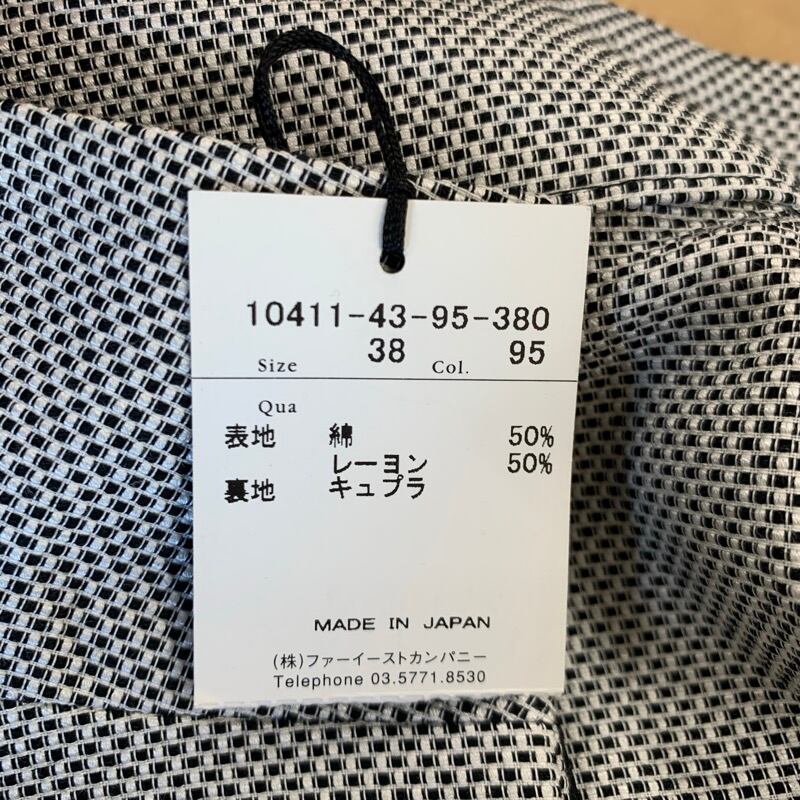 10411-43-95-380
Size 38 Col. 95
Qua
表地 綿 50%
レーヨン 50%
裏地 キュプラ
MADE IN JAPAN
(株)ファーイーストカンパニー
Telephone 03.5771.8530